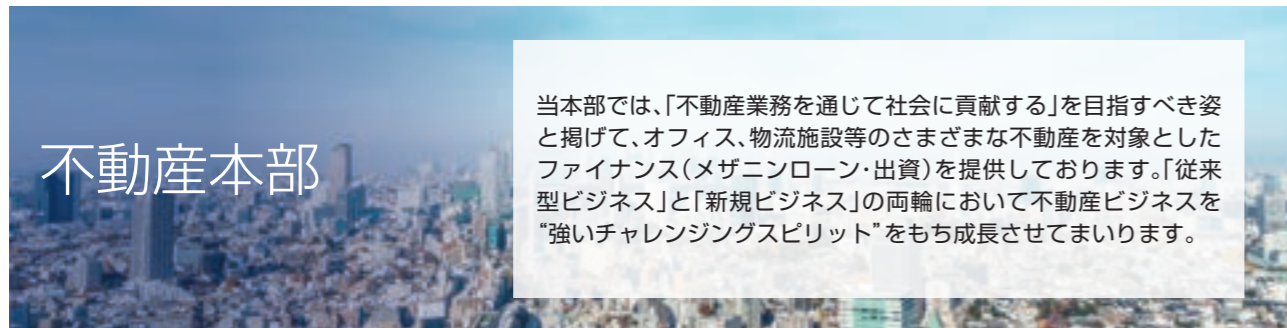 不動産本部
当本部では、「不動産業務を通じて社会に貢献する」を目指すべき姿
と掲げて、オフィス、物流施設等のさまざまな不動産を対象とした
ファイナンス（メザニンローン・出資）を提供しております。「従来
型ビジネス」と「新規ビジネス」の両輪において不動産ビジネスを
“強いチャレンジングスピリット”をもち成長させてまいります。